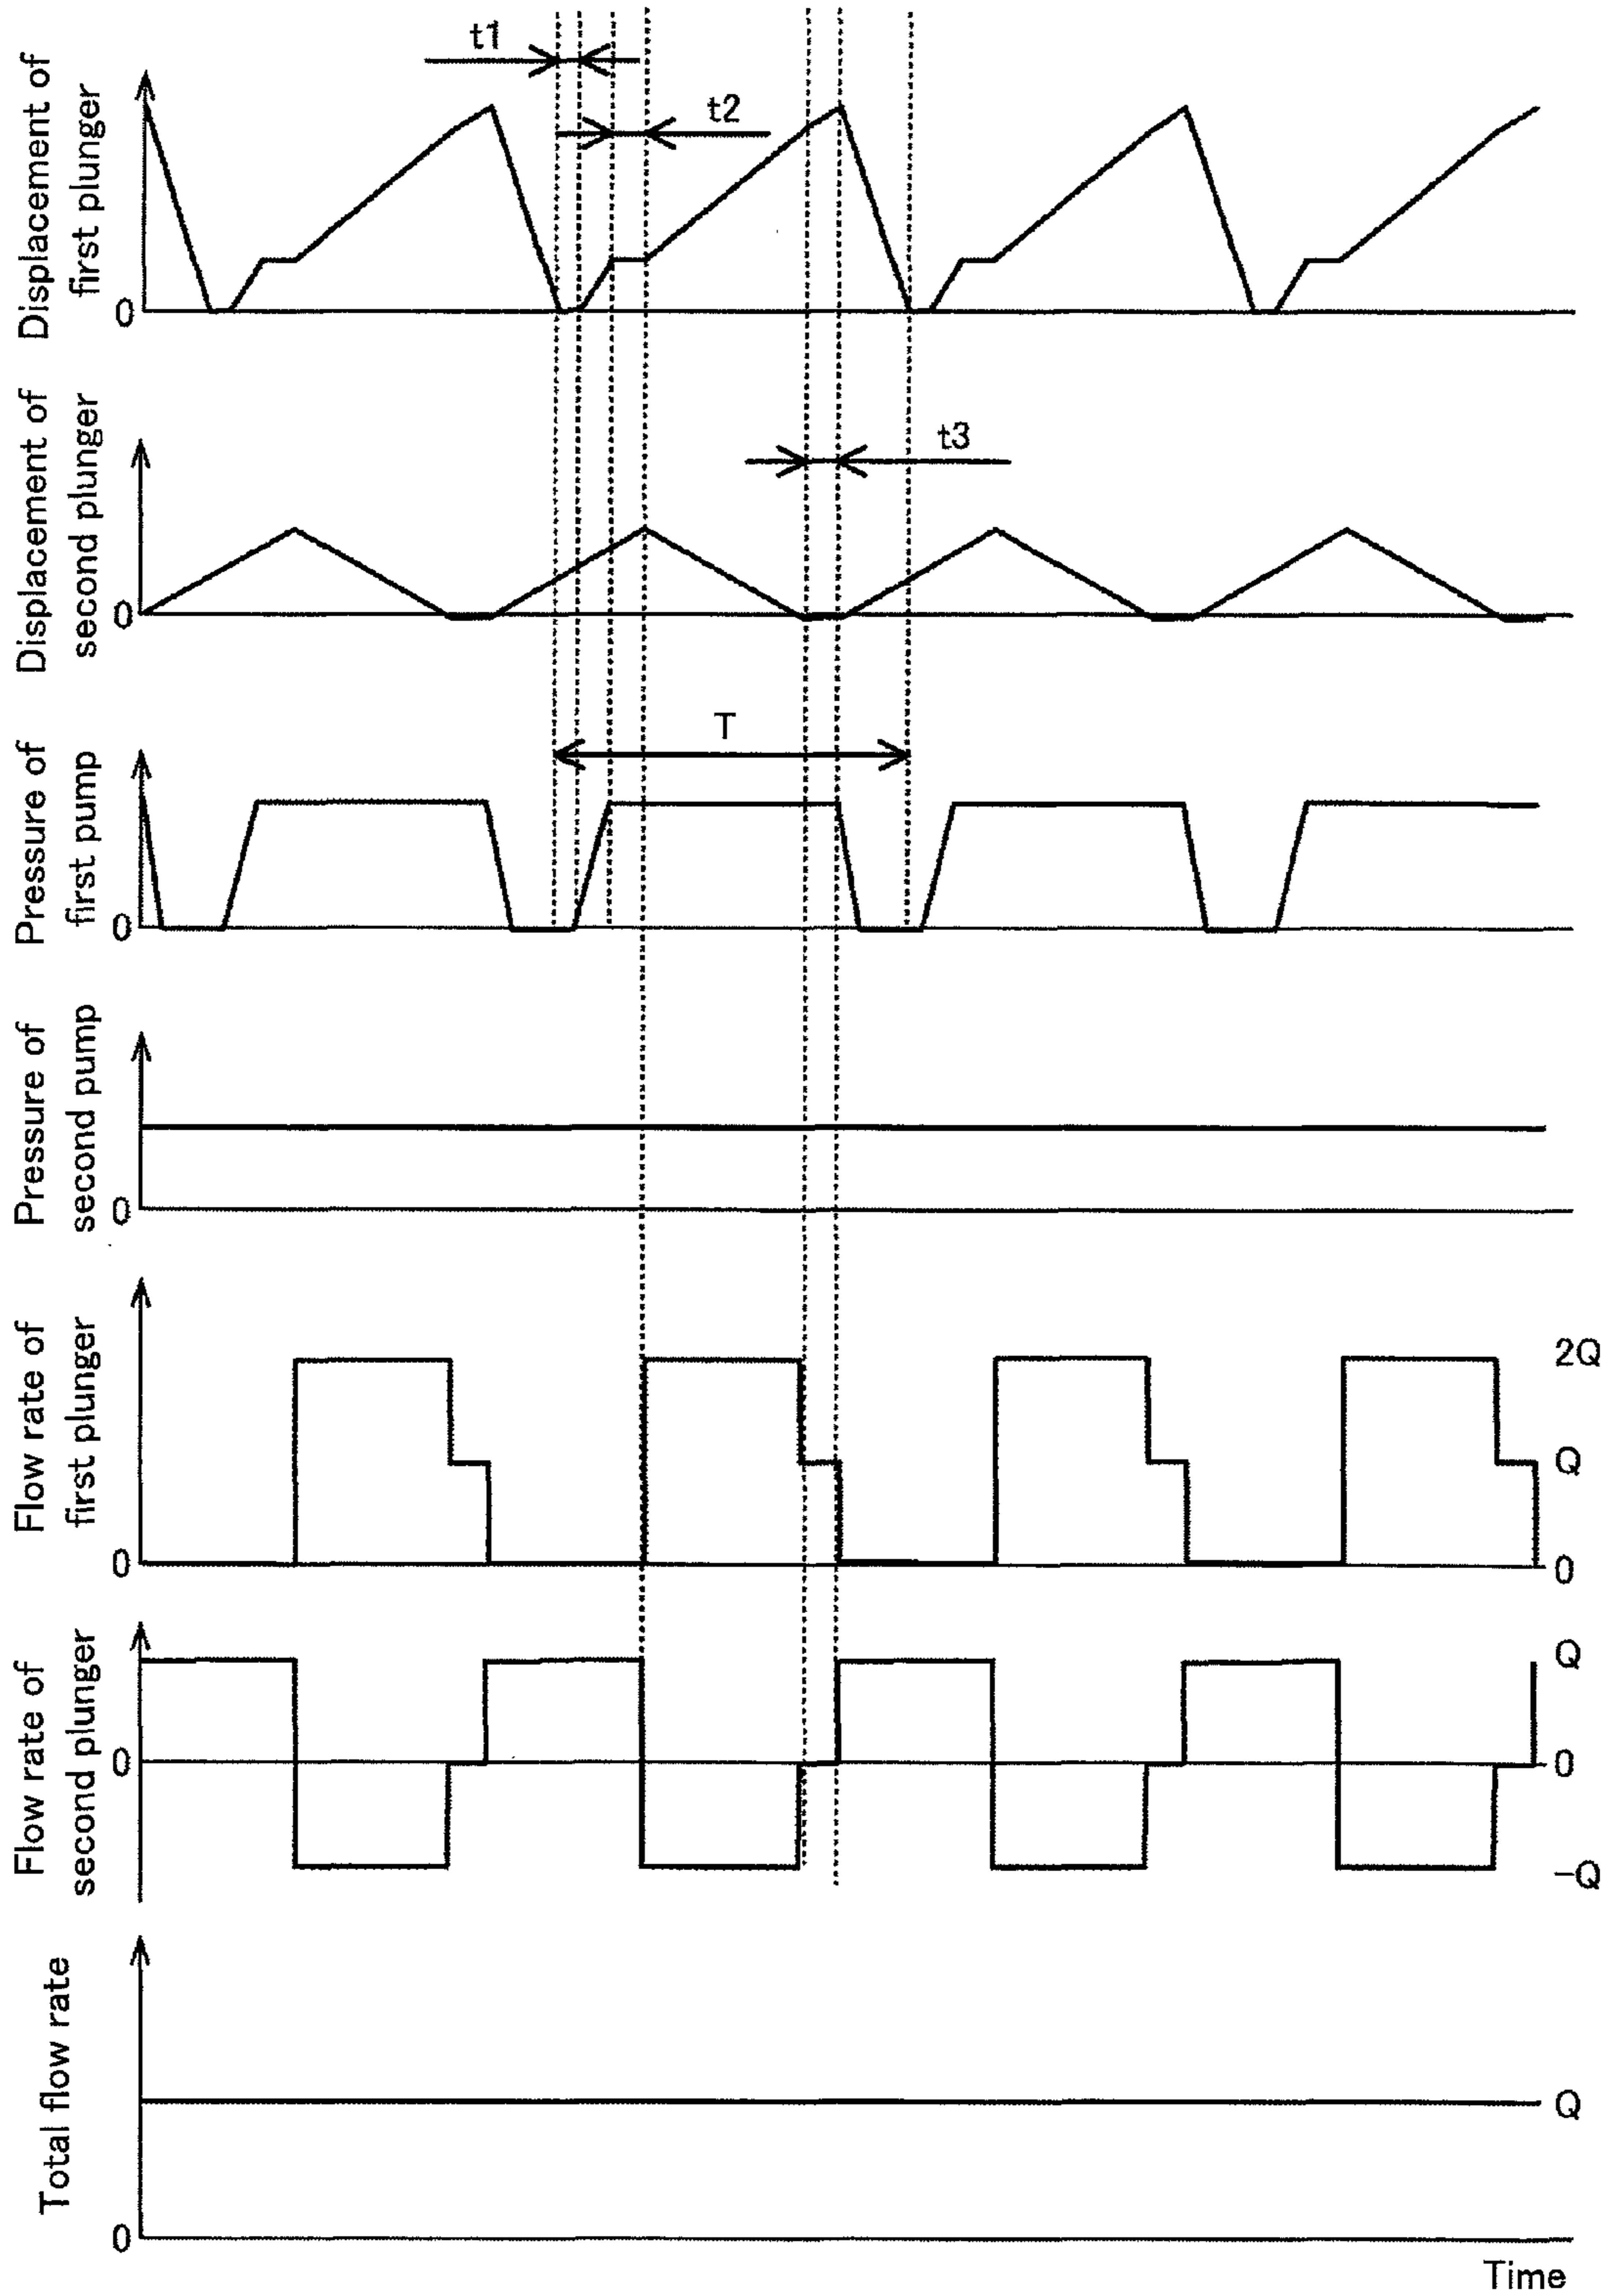 t1
t2
Displacement of
first plunger
0
t3
Displacement of
second plunger
0
T
Pressure of
first pump
0
Pressure of
second pump
0
Flow rate of
first plunger
0
2Q
Q
0
Flow rate of
second plunger
0
Q
0
-Q
Total flow rate
0
Q
Time